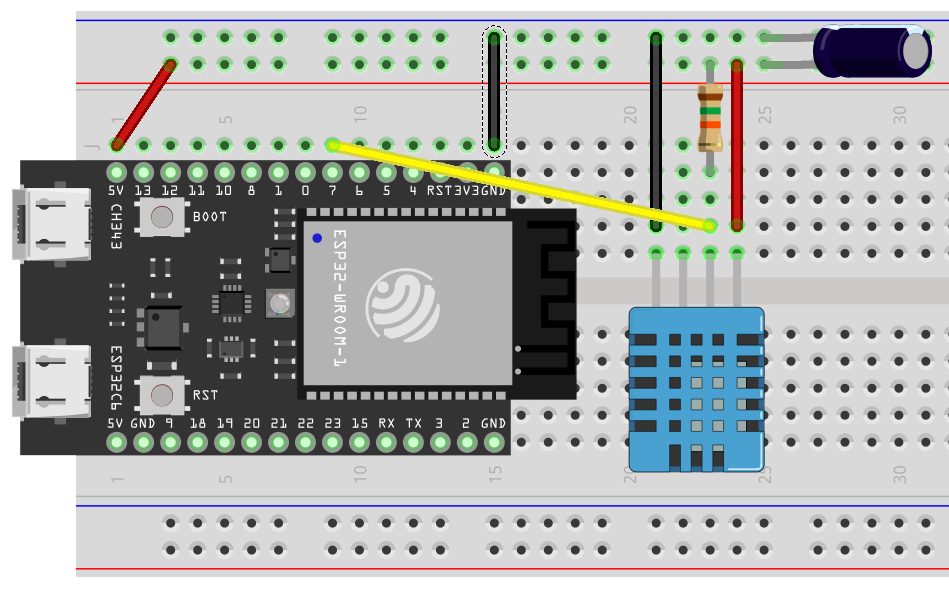 1 5 10 20 25 30
J
5V 13 12 11 10 8 1 0 7 6 5 4 RST 3V3 GND
CH343
BOOT
ESP32-WROOM-1
ESP32C6
RST
5V GND 9 18 19 20 21 22 23 15 RX TX 3 2 GND
1 5 10 15 20 25 30